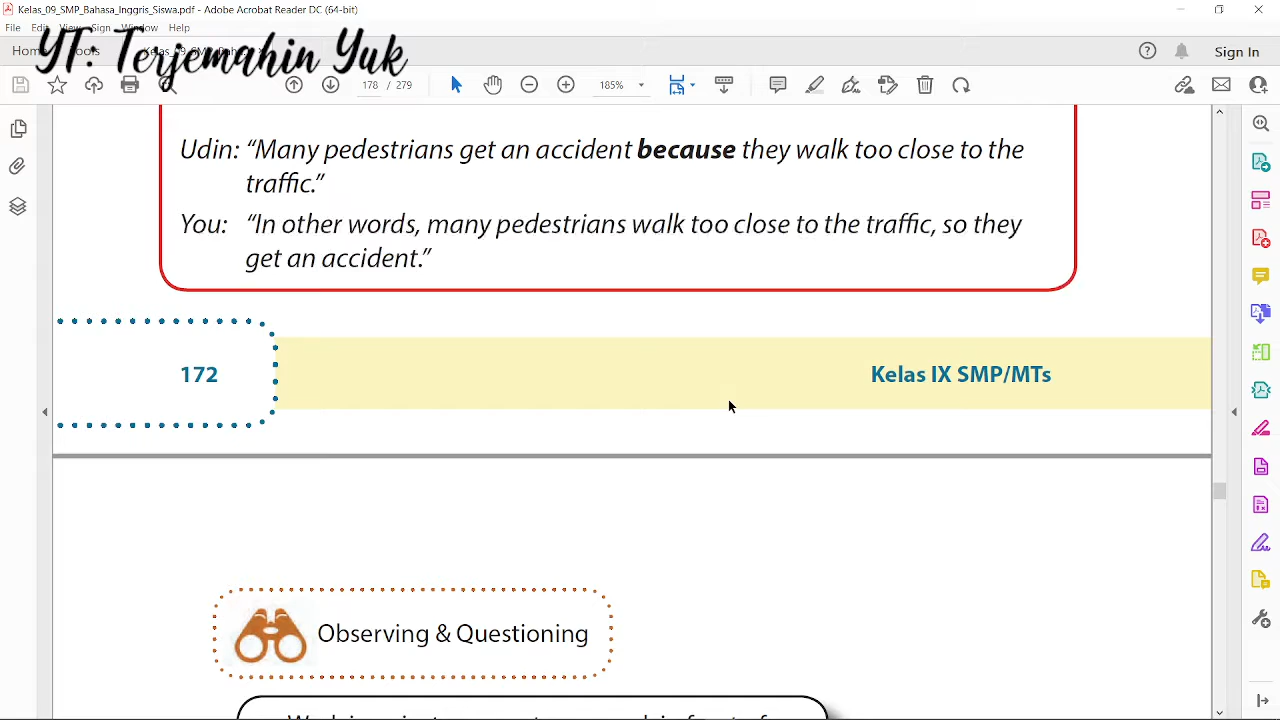 Kelas_09_SMP_Bahasa_Inggris_Siswa.pdf - Adobe Acrobat Reader DC (64-bit)
File Edit View Sign Window Help
YT: Terjemahin Yuk
Home Tools
Sign In
178 / 279
185%
Udin: “Many pedestrians get an accident because they walk too close to the
traffic.”
You: “In other words, many pedestrians walk too close to the traffic, so they
get an accident.”
172
Kelas IX SMP/MTs
Observing & Questioning